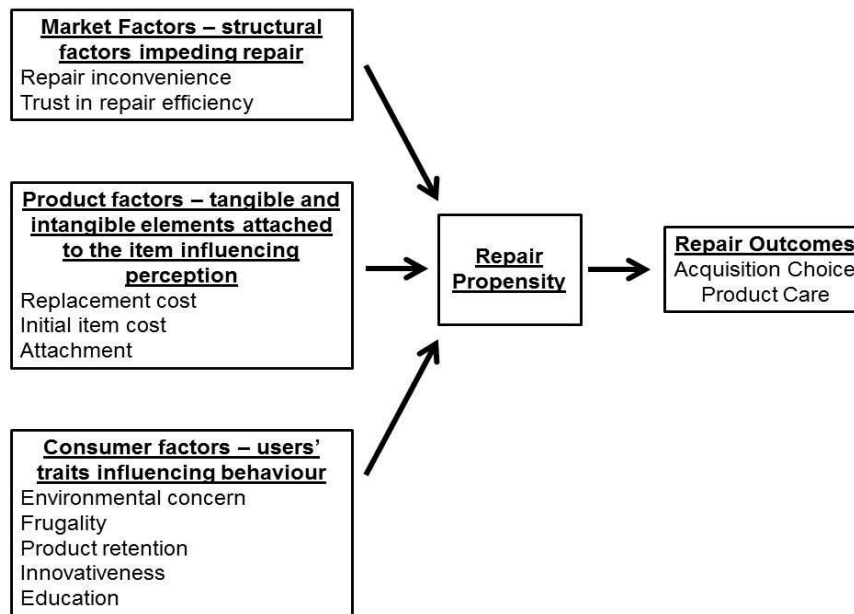 Market Factors – structural
factors impeding repair
Repair inconvenience
Trust in repair efficiency
Product factors – tangible and
intangible elements attached
to the item influencing
perception
Replacement cost
Initial item cost
Attachment
Consumer factors – users’
traits influencing behaviour
Environmental concern
Frugality
Product retention
Innovativeness
Education
Repair
Propensity
Repair Outcomes
Acquisition Choice
Product Care